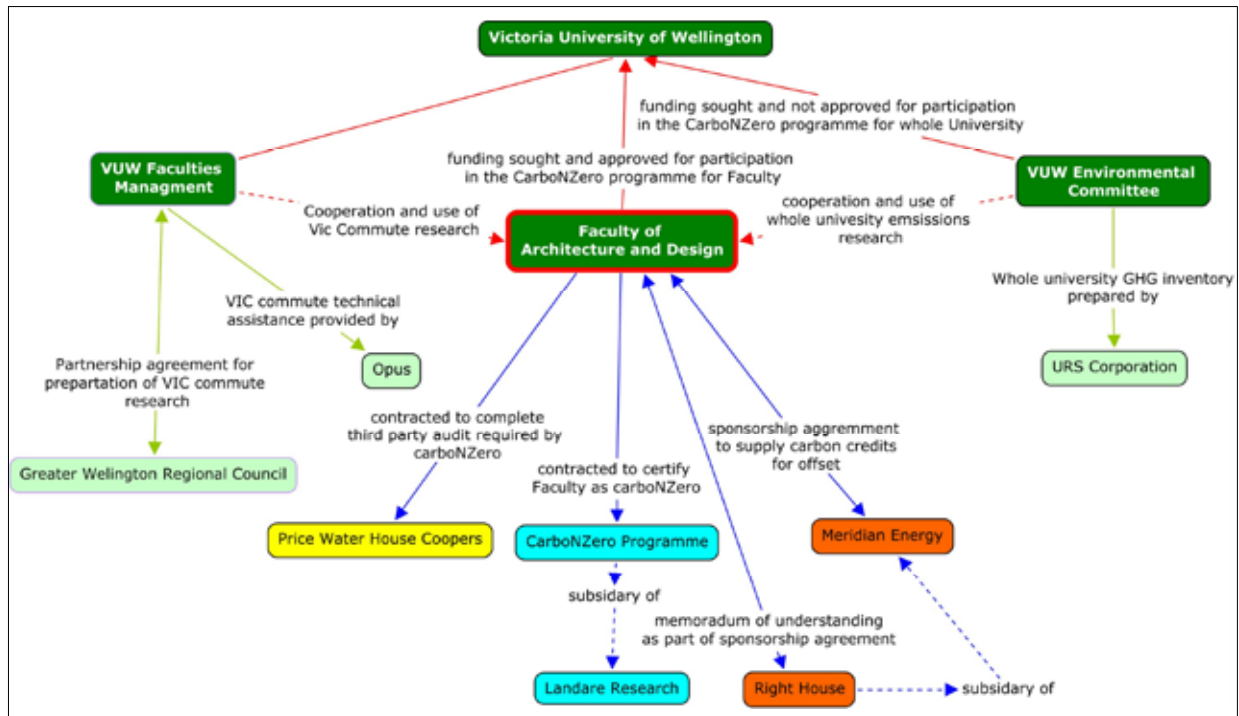 Victoria University of Wellington
funding sought and not approved for participation
in the CarboNZero programme for whole University
VUW Faculties
Managment
funding sought and approved for participation
in the CarboNZero programme for Faculty
VUW Environmental
Committee
Cooperation and use of
Vic Commute research
Faculty of
Architecture and Design
cooperation and use of
whole univesity emsissions
research
VIC commute technical
assistance provided by
Whole university GHG inventory
prepared by
Partnership agreement for
prepartation of VIC commute
research
Opus
URS Corporation
contracted to complete
third party audit required by
carboNZero
sponsorship aggremment
to supply carbon credits
for offset
Greater Wellington Regional Council
contracted to certify
Faculty as carboNZero
Price Water House Coopers
CarboNZero Programme
Meridian Energy
subsidary of
memoradum of understanding
as part of sponsorship agreement
Landare Research
Right House
subsidary of